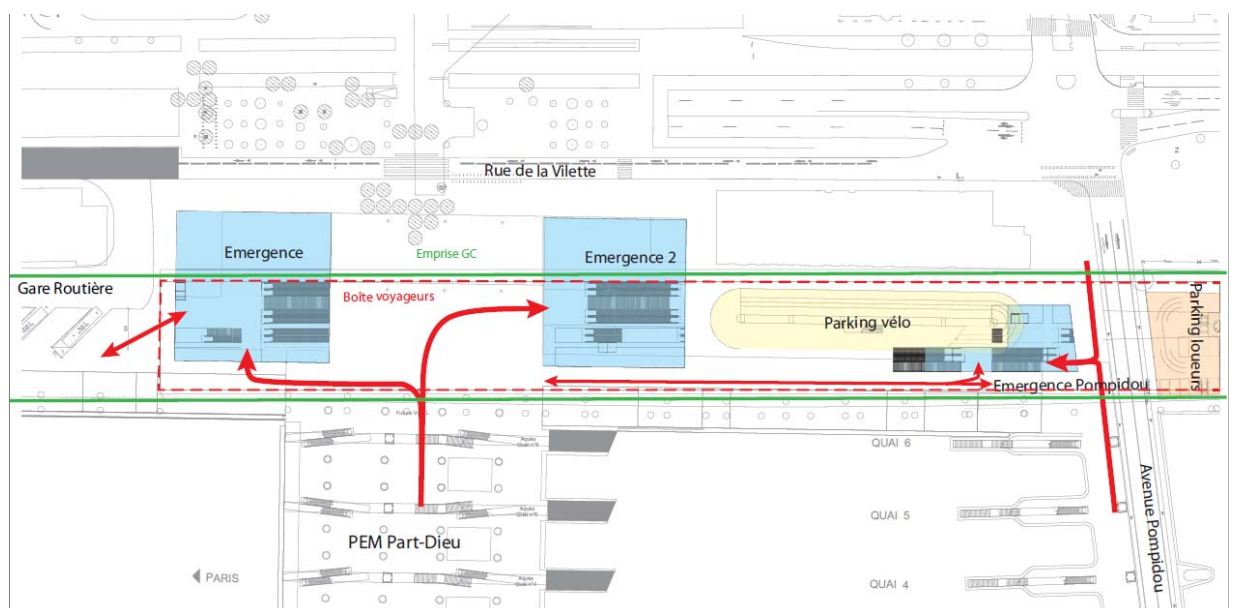 Rue de la Vilette
Emergence
Emprise GC
Emergence 2
Gare Routière
Boîte voyageurs
Parking vélo
Parking loueurs
Emergence Pompidou
QUAI 6
QUAI 5
Avenue Pompidou
PEM Part-Dieu
PARIS
QUAI 4